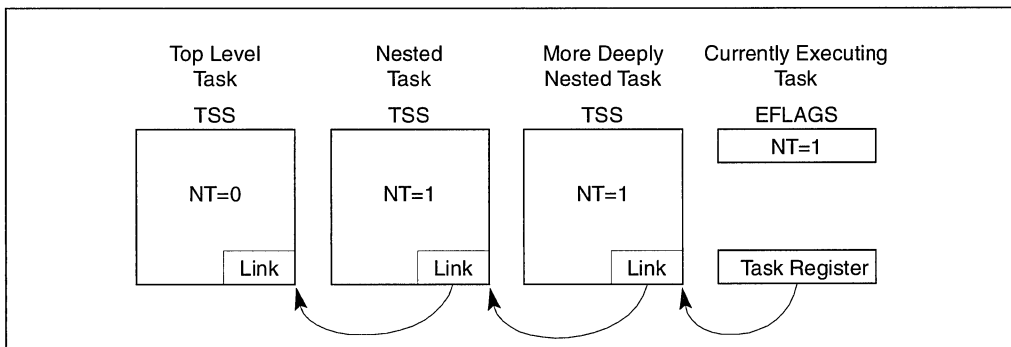 Top Level
Task
TSS
NT=0
Link
Nested
Task
TSS
NT=1
Link
More Deeply
Nested Task
TSS
NT=1
Link
Currently Executing
Task
EFLAGS
NT=1
Task Register